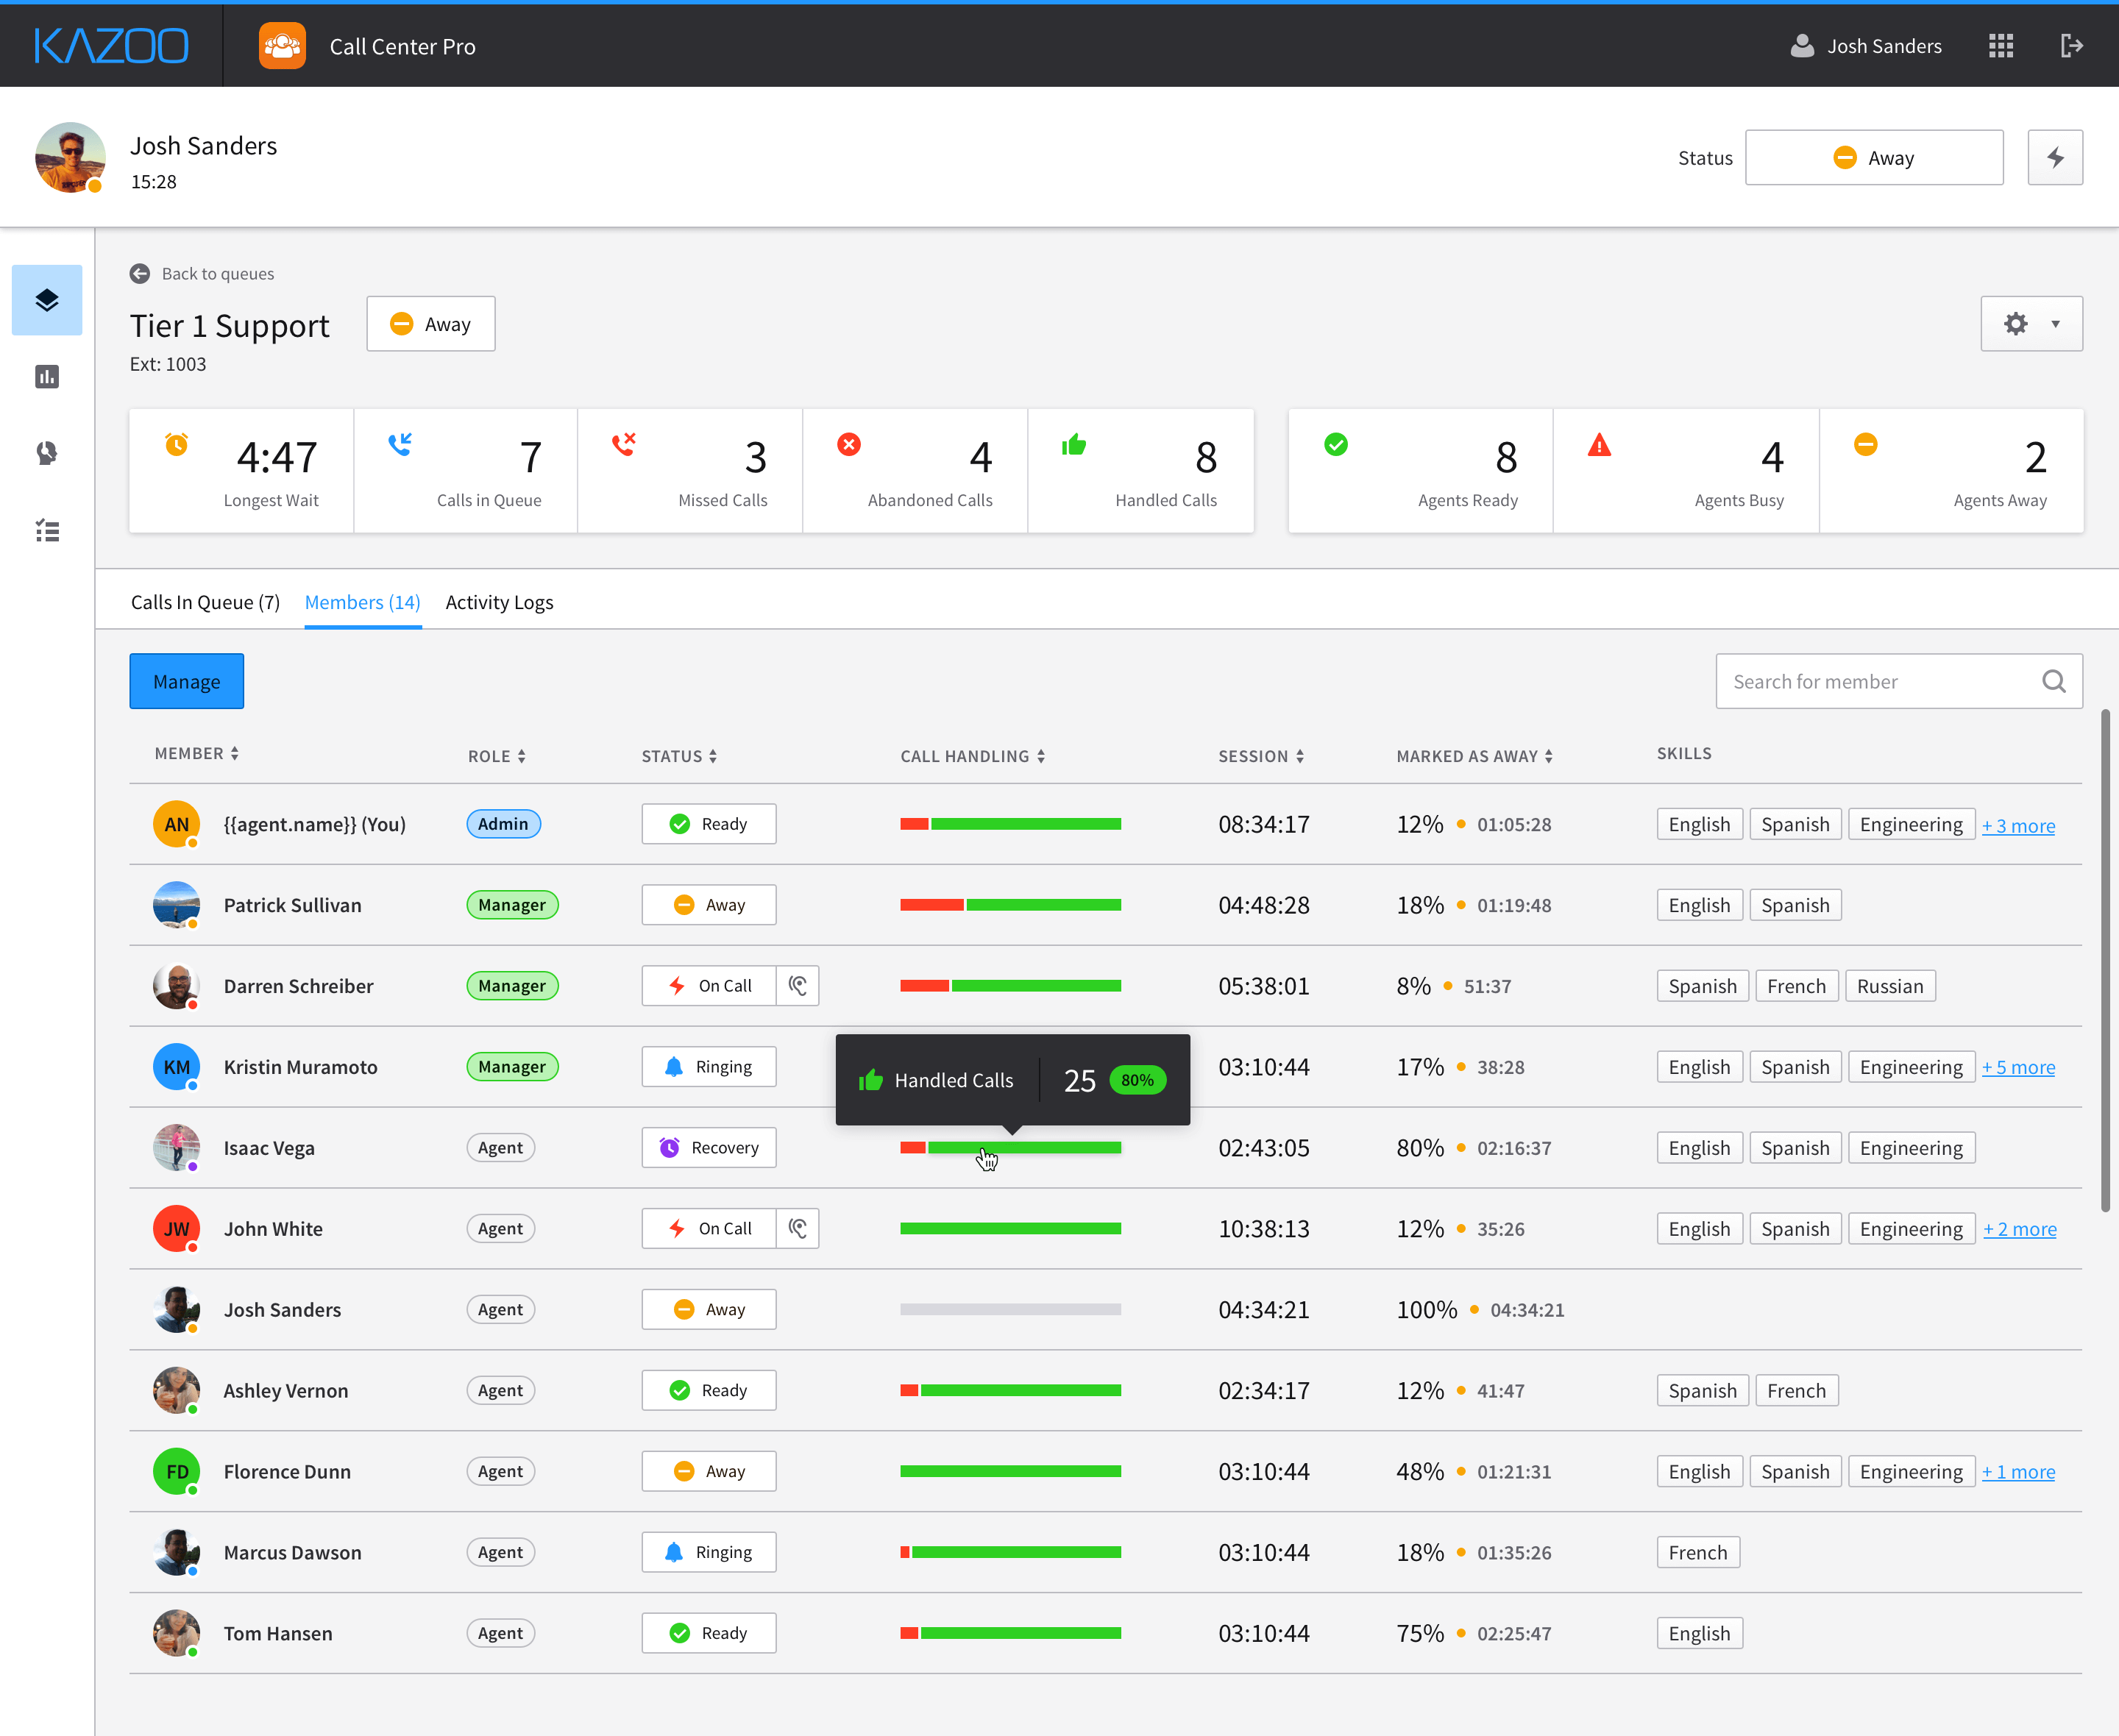 KAZOO
Call Center Pro
Josh Sanders
Josh Sanders
15:28
Status
Away
Back to queues
Tier 1 Support
Away
Ext: 1003
4:47
Longest Wait
7
Calls in Queue
3
Missed Calls
4
Abandoned Calls
8
Handled Calls
8
Agents Ready
4
Agents Busy
2
Agents Away
Calls In Queue (7) Members (14) Activity Logs
Manage
Search for member
MEMBER ROLE STATUS CALL HANDLING SESSION MARKED AS AWAY SKILLS
AN {{agent.name}} (You) Admin Ready 08:34:17 12% 01:05:28 English Spanish Engineering + 3 more
Patrick Sullivan Manager Away 04:48:28 18% 01:19:48 English Spanish
Darren Schreiber Manager On Call 05:38:01 8% 51:37 Spanish French Russian
KM Kristin Muramoto Manager Ringing 03:10:44 17% 38:28 English Spanish Engineering + 5 more
Handled Calls 25 80%
Isaac Vega Agent Recovery 02:43:05 80% 02:16:37 English Spanish Engineering
JW John White Agent On Call 10:38:13 12% 35:26 English Spanish Engineering + 2 more
Josh Sanders Agent Away 04:34:21 100% 04:34:21
Ashley Vernon Agent Ready 02:34:17 12% 41:47 Spanish French
FD Florence Dunn Agent Away 03:10:44 48% 01:21:31 English Spanish Engineering + 1 more
Marcus Dawson Agent Ringing 03:10:44 18% 01:35:26 French
Tom Hansen Agent Ready 03:10:44 75% 02:25:47 English